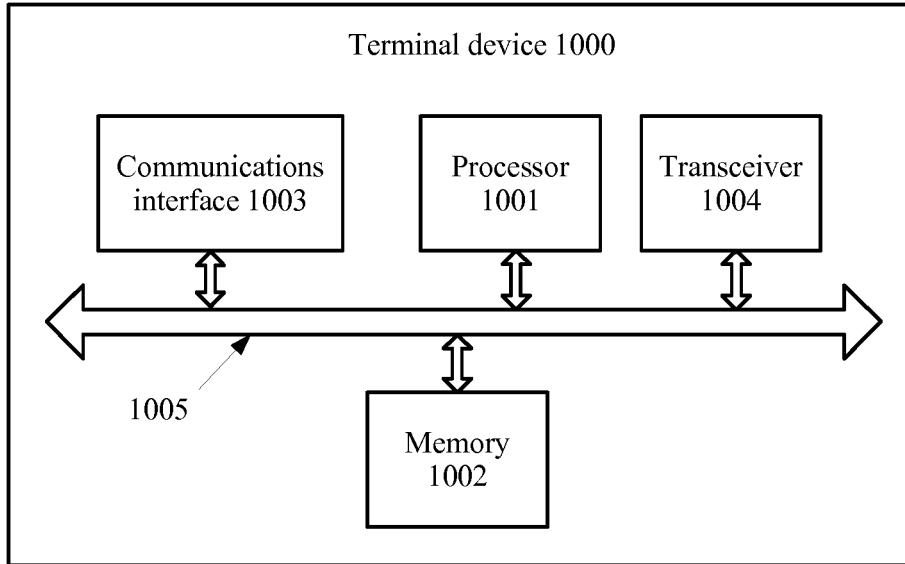 Terminal device 1000
Communications
interface 1003
Processor
1001
Transceiver
1004
1005
Memory
1002